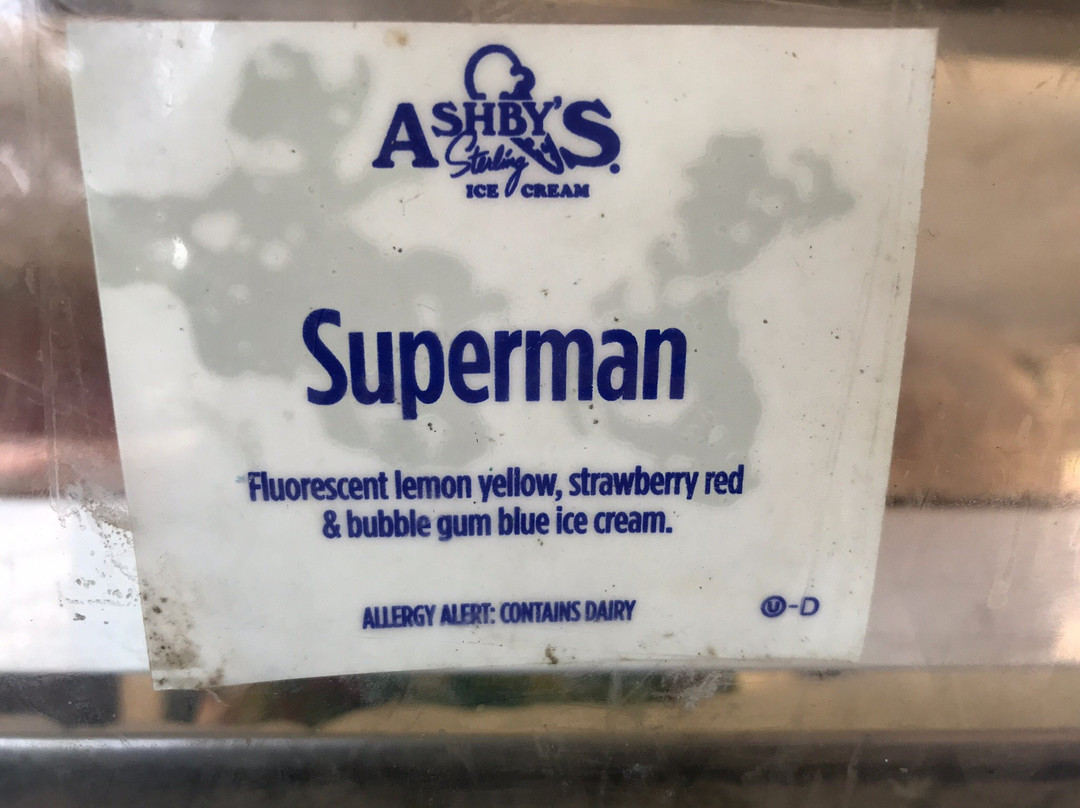 ASHBY'S
Sterling
ICE CREAM
Superman
Fluorescent lemon yellow, strawberry red
& bubble gum blue ice cream.
ALLERGY ALERT: CONTAINS DAIRY
Ⓤ-D